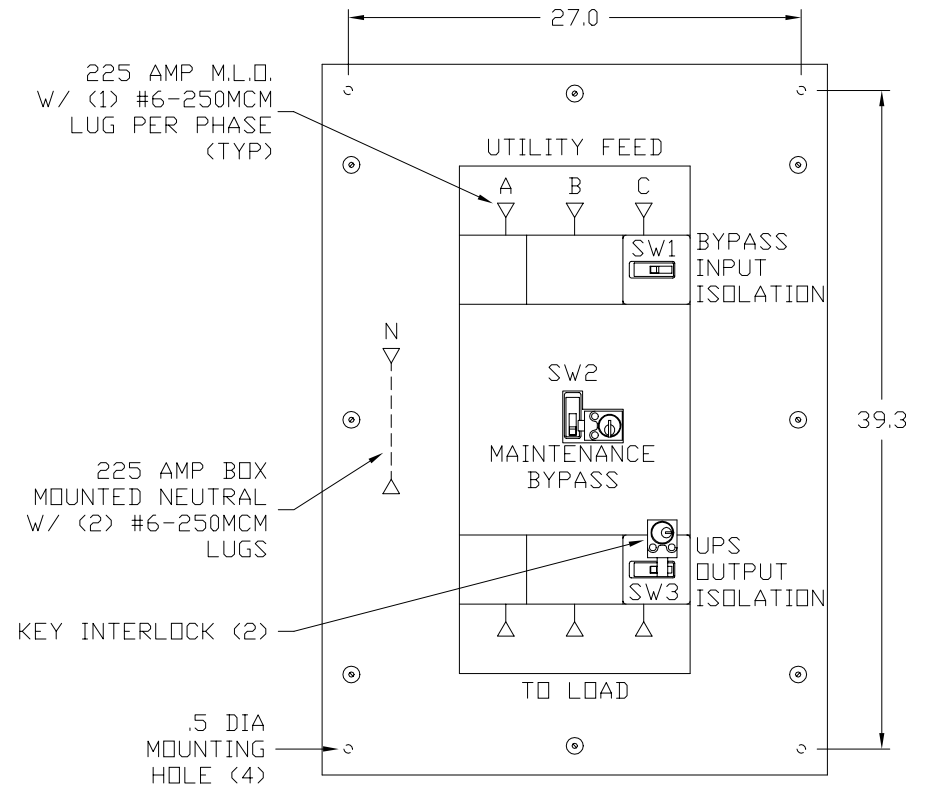 27.0
225 AMP M.L.O.
W/ (1) #6-250MCM
LUG PER PHASE
(TYP)
UTILITY FEED
A B C
SW1
BYPASS
INPUT
ISOLATION
N
SW2
39.3
MAINTENANCE
BYPASS
225 AMP BOX
MOUNTED NEUTRAL
W/ (2) #6-250MCM
LUGS
UPS
OUTPUT
ISOLATION
SW3
KEY INTERLOCK (2)
TO LOAD
.5 DIA
MOUNTING
HOLE (4)